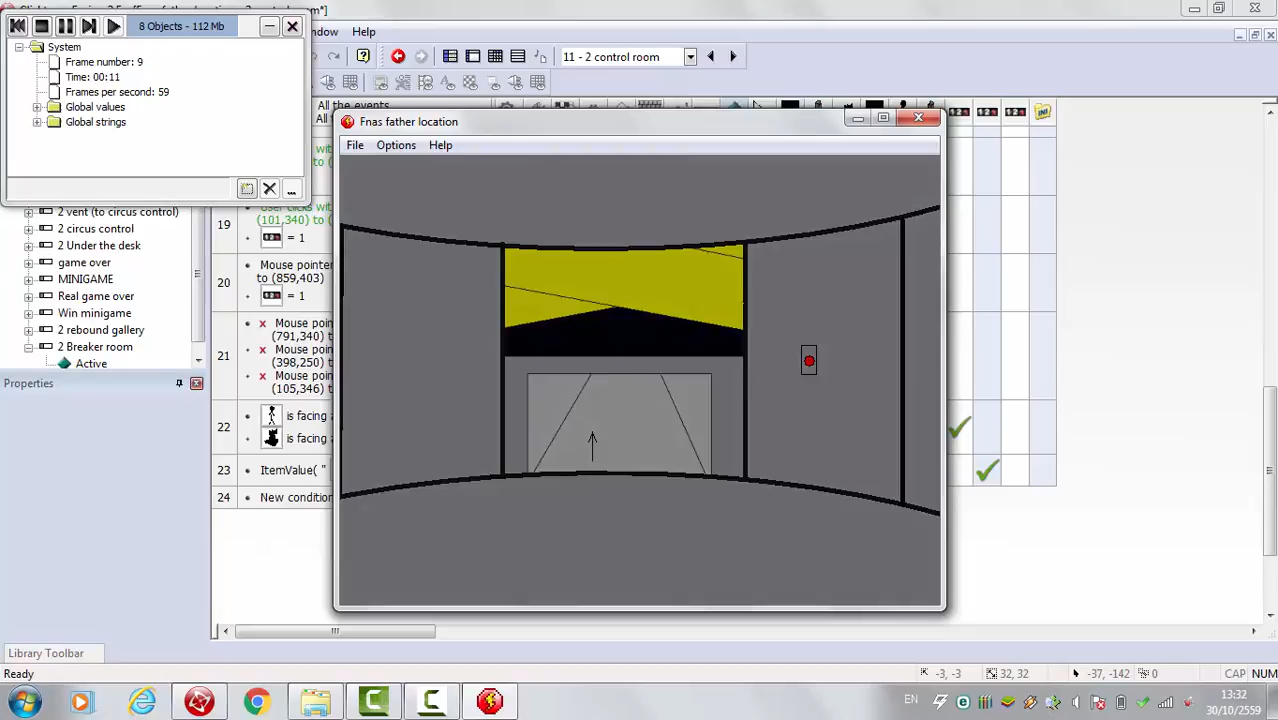 8 Objects - 112 Mb
System
Frame number: 9
Time: 00:11
Frames per second: 59
Global values
Global strings
Help
11 - 2 control room
All the events
Fnas father location
File Options Help
2 vent (to circus control)
2 circus control
2 Under the desk
game over
MINIGAME
Real game over
Win minigame
2 rebound gallery
2 Breaker room
Active
Properties
19
(101,340) to (
= 1
20
Mouse pointer
to (859,403)
= 1
21
Mouse poin
(791,340) t
Mouse poin
(398,250) t
Mouse poin
(105,346) t
22
is facing a
is facing a
23
ItemValue( "
24
New condition
Library Toolbar
Ready
-3, -3
32, 32
-37, -142
0
CAP
NUM
EN
13:32
30/10/2559